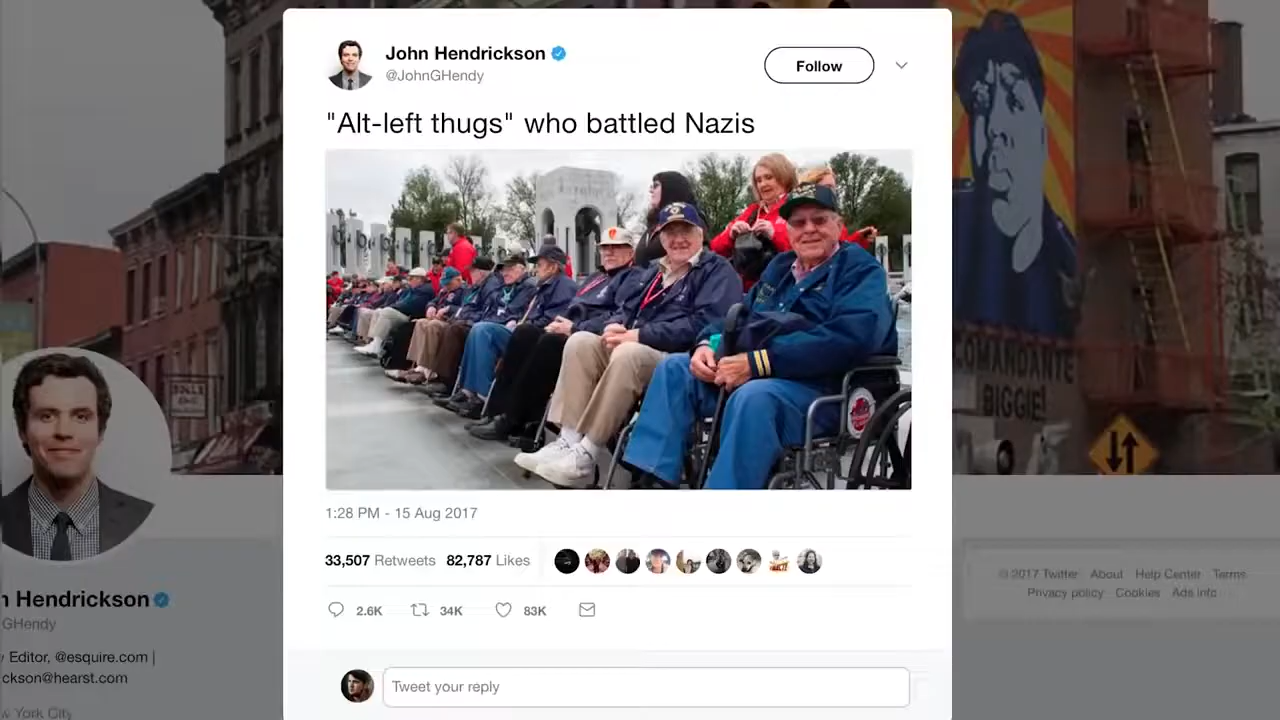 John Hendrickson
@JohnGHendy
Follow
"Alt-left thugs" who battled Nazis
1:28 PM - 15 Aug 2017
33,507 Retweets 82,787 Likes
2.6K 34K 83K
Tweet your reply
Hendrickson
GHendy
Editor, @esquire.com |
ckson@hearst.com
New York City
COMANDANTE
BIGGIE!
© 2017 Twitter About Help Center Terms
Privacy policy Cookies Ads info